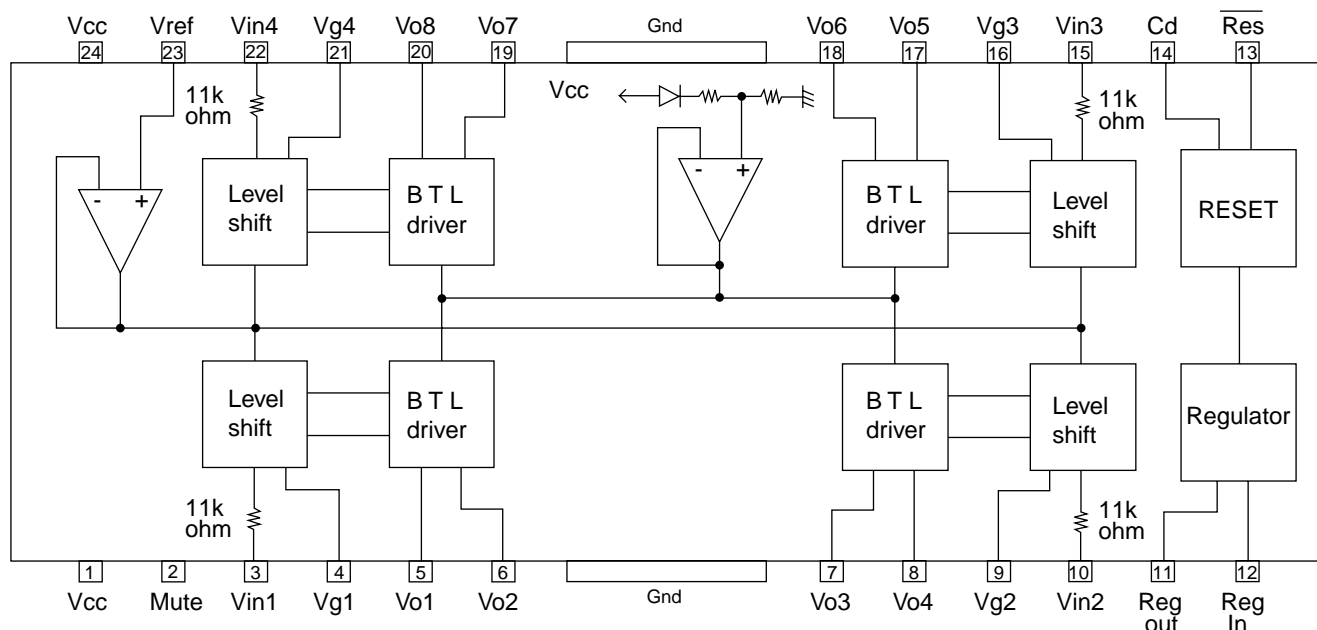 Vcc Vref Vin4 Vg4 Vo8 Vo7 Gnd Vo6 Vo5 Vg3 Vin3 Cd Res
24 23 22 21 20 19 18 17 16 15 14 13
Vcc
11k
ohm
11k
ohm
- +
Level
shift
B T L
driver
- +
B T L
driver
Level
shift
RESET
Level
shift
B T L
driver
B T L
driver
Level
shift
Regulator
11k
ohm
11k
ohm
1 2 3 4 5 6 7 8 9 10 11 12
Vcc Mute Vin1 Vg1 Vo1 Vo2 Gnd Vo3 Vo4 Vg2 Vin2 Reg
out Reg
In